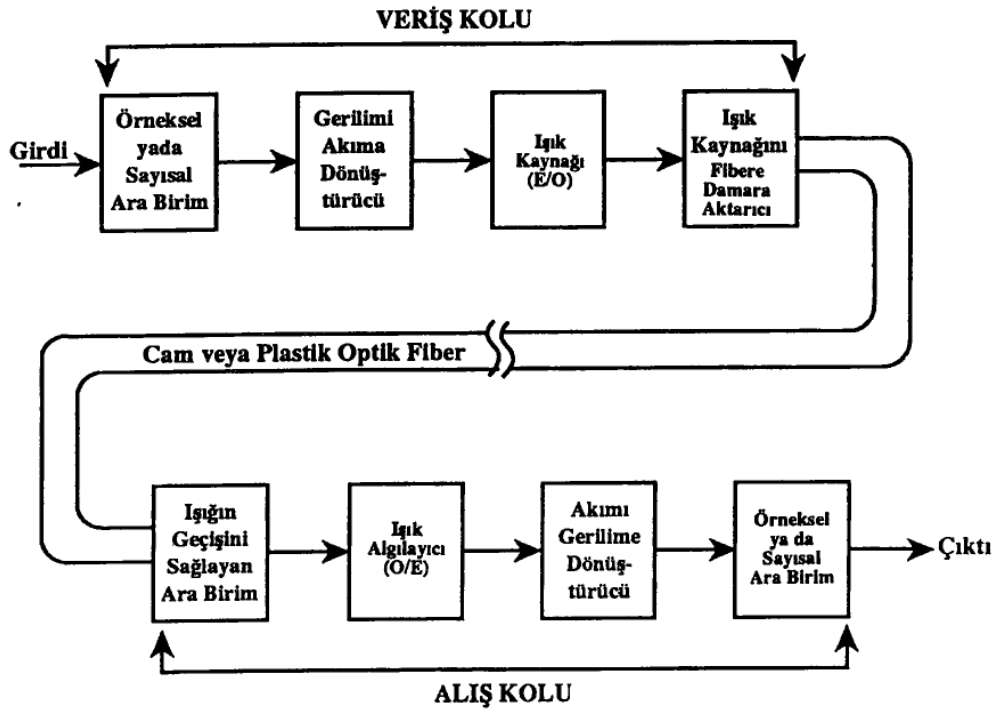 VERİŞ KOLU
Girdi
Örneksel
yada
Sayısal
Ara Birim
Gerilimi
Akıma
Dönüş-
türücü
Işık
Kaynağı
(E/O)
Işık
Kaynağını
Fibere
Damara
Aktarıcı
Cam veya Plastik Optik Fiber
Işığın
Geçişini
Sağlayan
Ara Birim
Işık
Algılayıcı
(O/E)
Akımı
Gerilime
Dönüş-
türücü
Örneksel
ya da
Sayısal
Ara Birim
Çıktı
ALIŞ KOLU